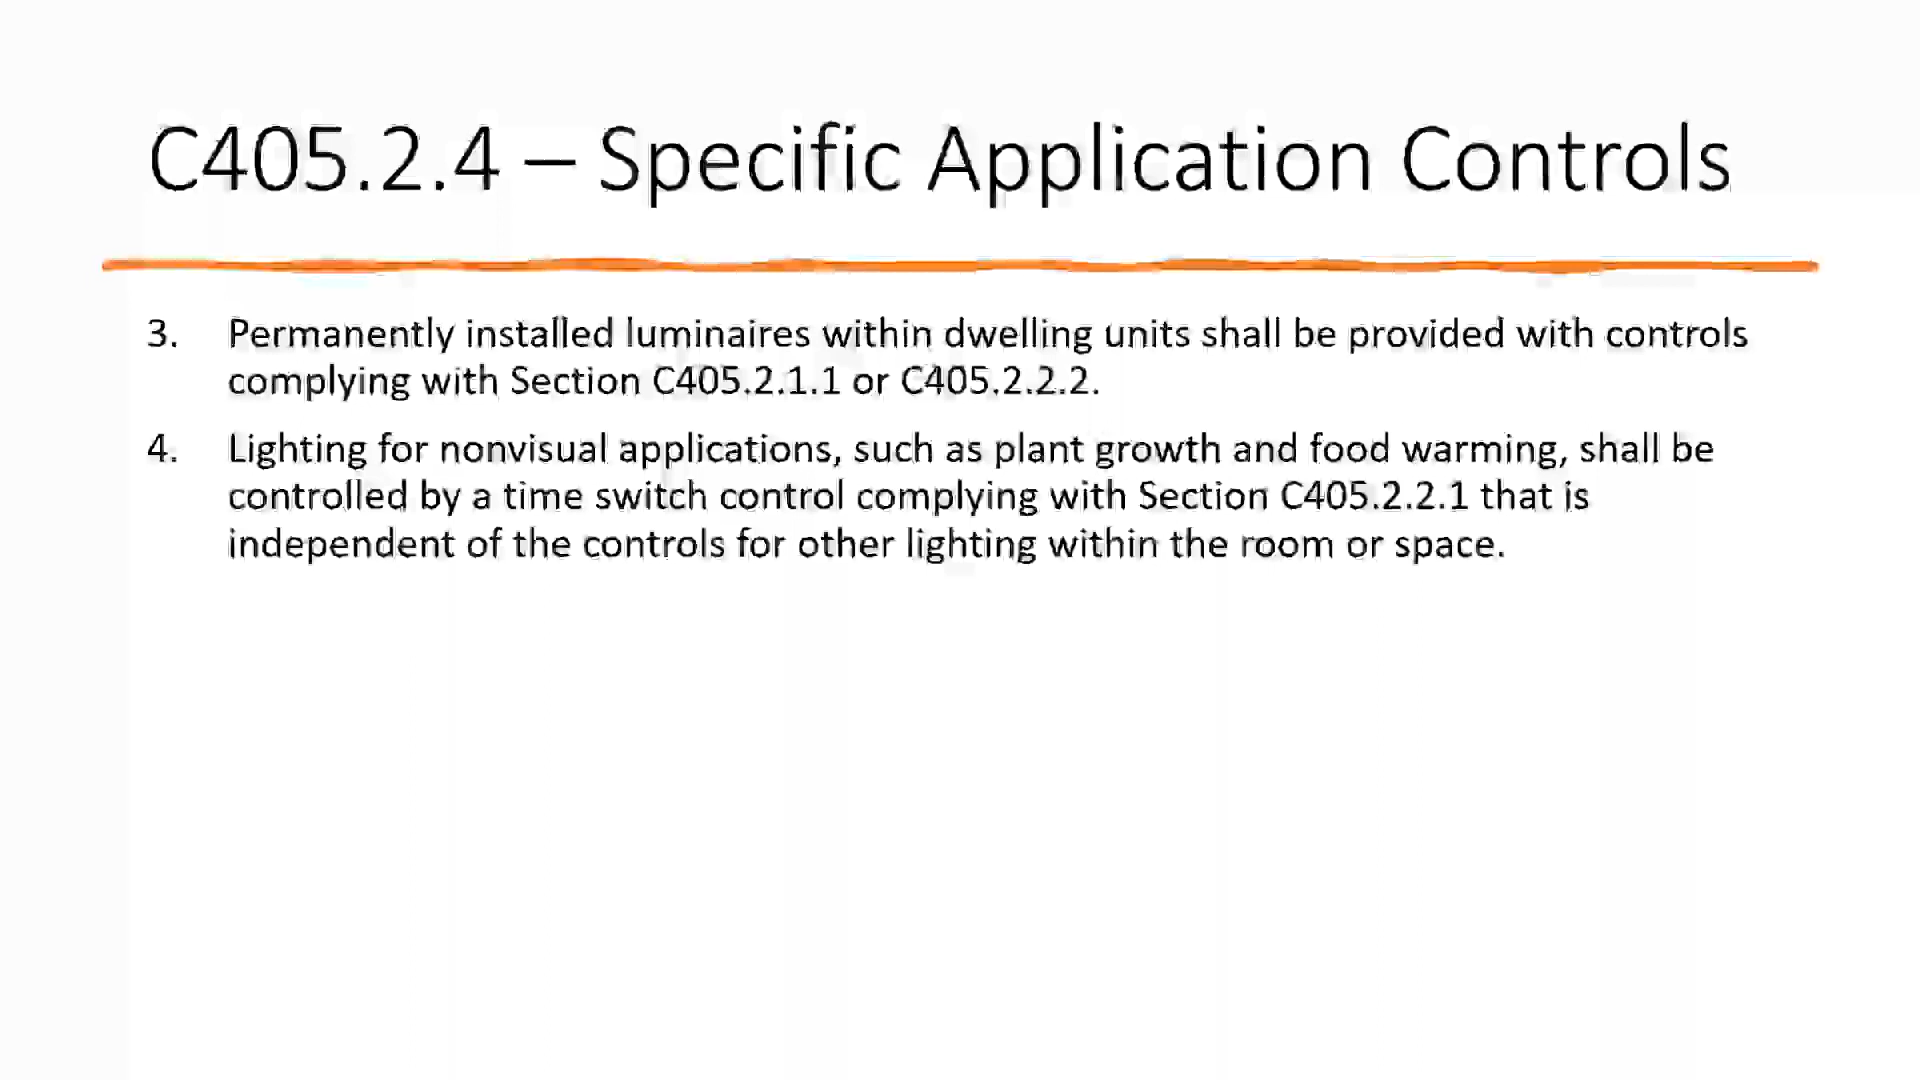 C405.2.4 – Specific Application Controls
3. Permanently installed luminaires within dwelling units shall be provided with controls
complying with Section C405.2.1.1 or C405.2.2.2.
4. Lighting for nonvisual applications, such as plant growth and food warming, shall be
controlled by a time switch control complying with Section C405.2.2.1 that is
independent of the controls for other lighting within the room or space.